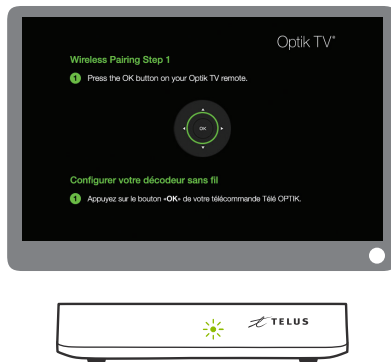 Optik TV®
Wireless Pairing Step 1
1 Press the OK button on your Optik TV remote.
OK
Configurer votre décodeur sans fil
1 Appuyez sur le bouton «OK» de votre télécommande Télé OPTIK.
TELUS